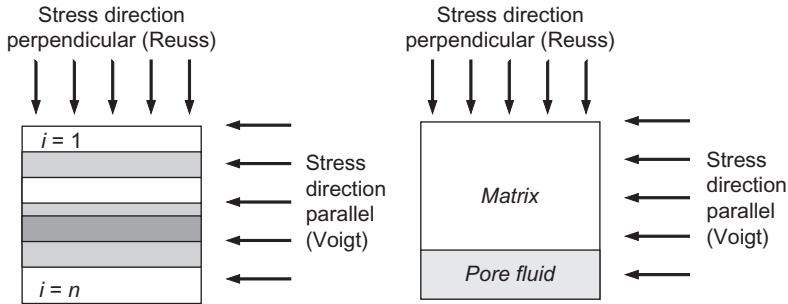 Stress direction
perpendicular (Reuss)
i = 1
i = n
Stress
direction
parallel
(Voigt)
Stress direction
perpendicular (Reuss)
Matrix
Pore fluid
Stress
direction
parallel
(Voigt)